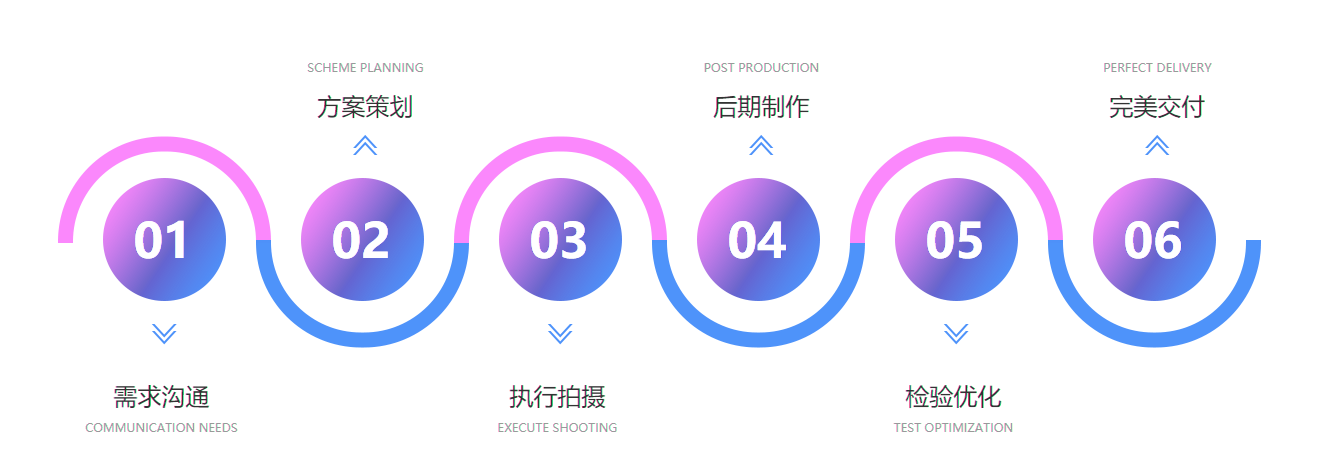 01
需求沟通
COMMUNICATION NEEDS
SCHEME PLANNING
方案策划
02
03
执行拍摄
EXECUTE SHOOTING
POST PRODUCTION
后期制作
04
05
检验优化
TEST OPTIMIZATION
PERFECT DELIVERY
完美交付
06